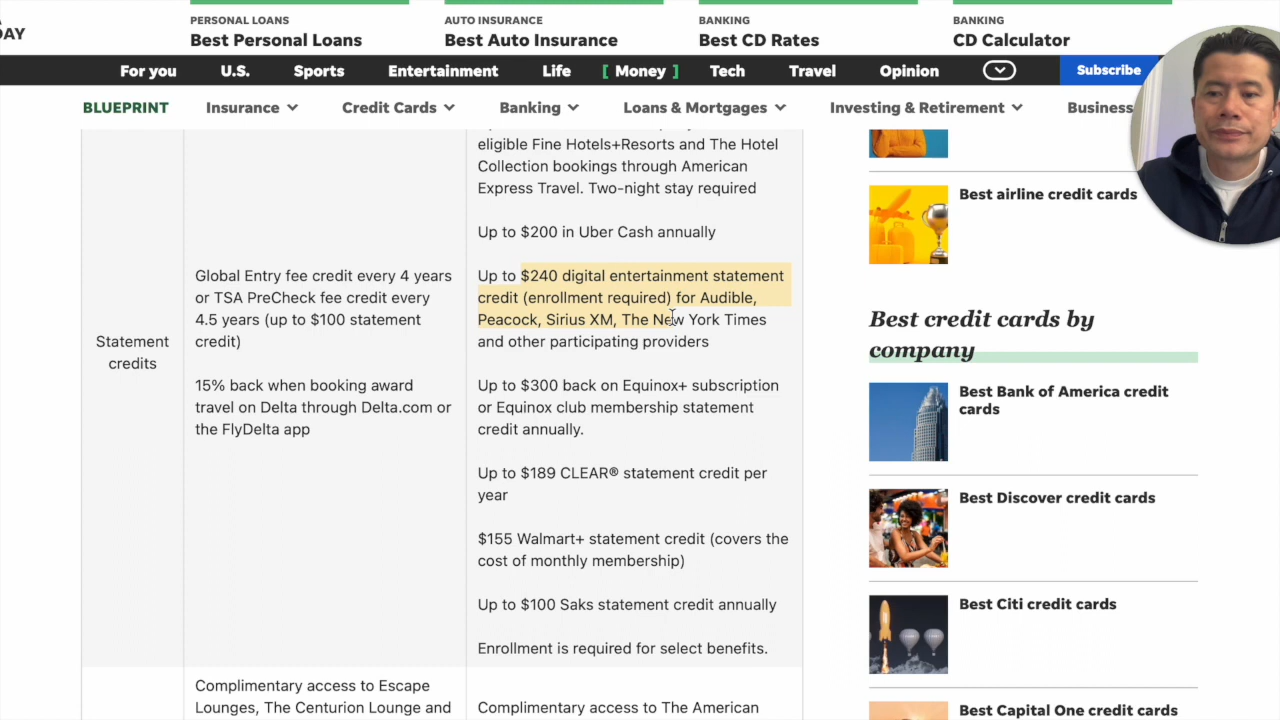 DAY
PERSONAL LOANS
Best Personal Loans
AUTO INSURANCE
Best Auto Insurance
BANKING
Best CD Rates
BANKING
CD Calculator
For you
U.S.
Sports
Entertainment
Life
[ Money ]
Tech
Travel
Opinion
Subscribe
BLUEPRINT
Insurance
Credit Cards
Banking
Loans & Mortgages
Investing & Retirement
Business
Statement
credits
Global Entry fee credit every 4 years
or TSA PreCheck fee credit every
4.5 years (up to $100 statement
credit)
15% back when booking award
travel on Delta through Delta.com or
the FlyDelta app
eligible Fine Hotels+Resorts and The Hotel
Collection bookings through American
Express Travel. Two-night stay required
Up to $200 in Uber Cash annually
Up to $240 digital entertainment statement
credit (enrollment required) for Audible,
Peacock, Sirius XM, The New York Times
and other participating providers
Up to $300 back on Equinox+ subscription
or Equinox club membership statement
credit annually.
Up to $189 CLEAR® statement credit per
year
$155 Walmart+ statement credit (covers the
cost of monthly membership)
Up to $100 Saks statement credit annually
Enrollment is required for select benefits.
Complimentary access to Escape
Lounges, The Centurion Lounge and
Complimentary access to The American
Best airline credit cards
Best credit cards by
company
Best Bank of America credit
cards
Best Discover credit cards
Best Citi credit cards
Best Capital One credit cards